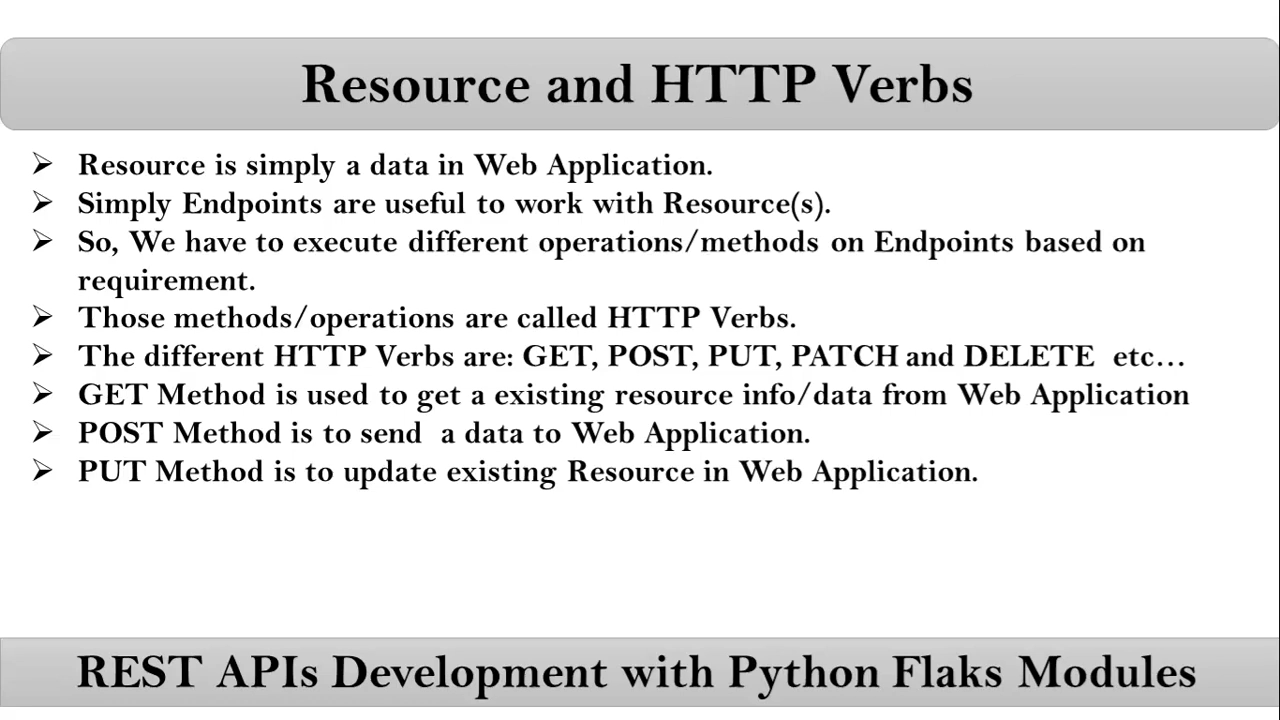 Resource and HTTP Verbs
➢ Resource is simply a data in Web Application.
➢ Simply Endpoints are useful to work with Resource(s).
➢ So, We have to execute different operations/methods on Endpoints based on
requirement.
➢ Those methods/operations are called HTTP Verbs.
➢ The different HTTP Verbs are: GET, POST, PUT, PATCH and DELETE etc…
➢ GET Method is used to get a existing resource info/data from Web Application
➢ POST Method is to send a data to Web Application.
➢ PUT Method is to update existing Resource in Web Application.
REST APIs Development with Python Flaks Modules